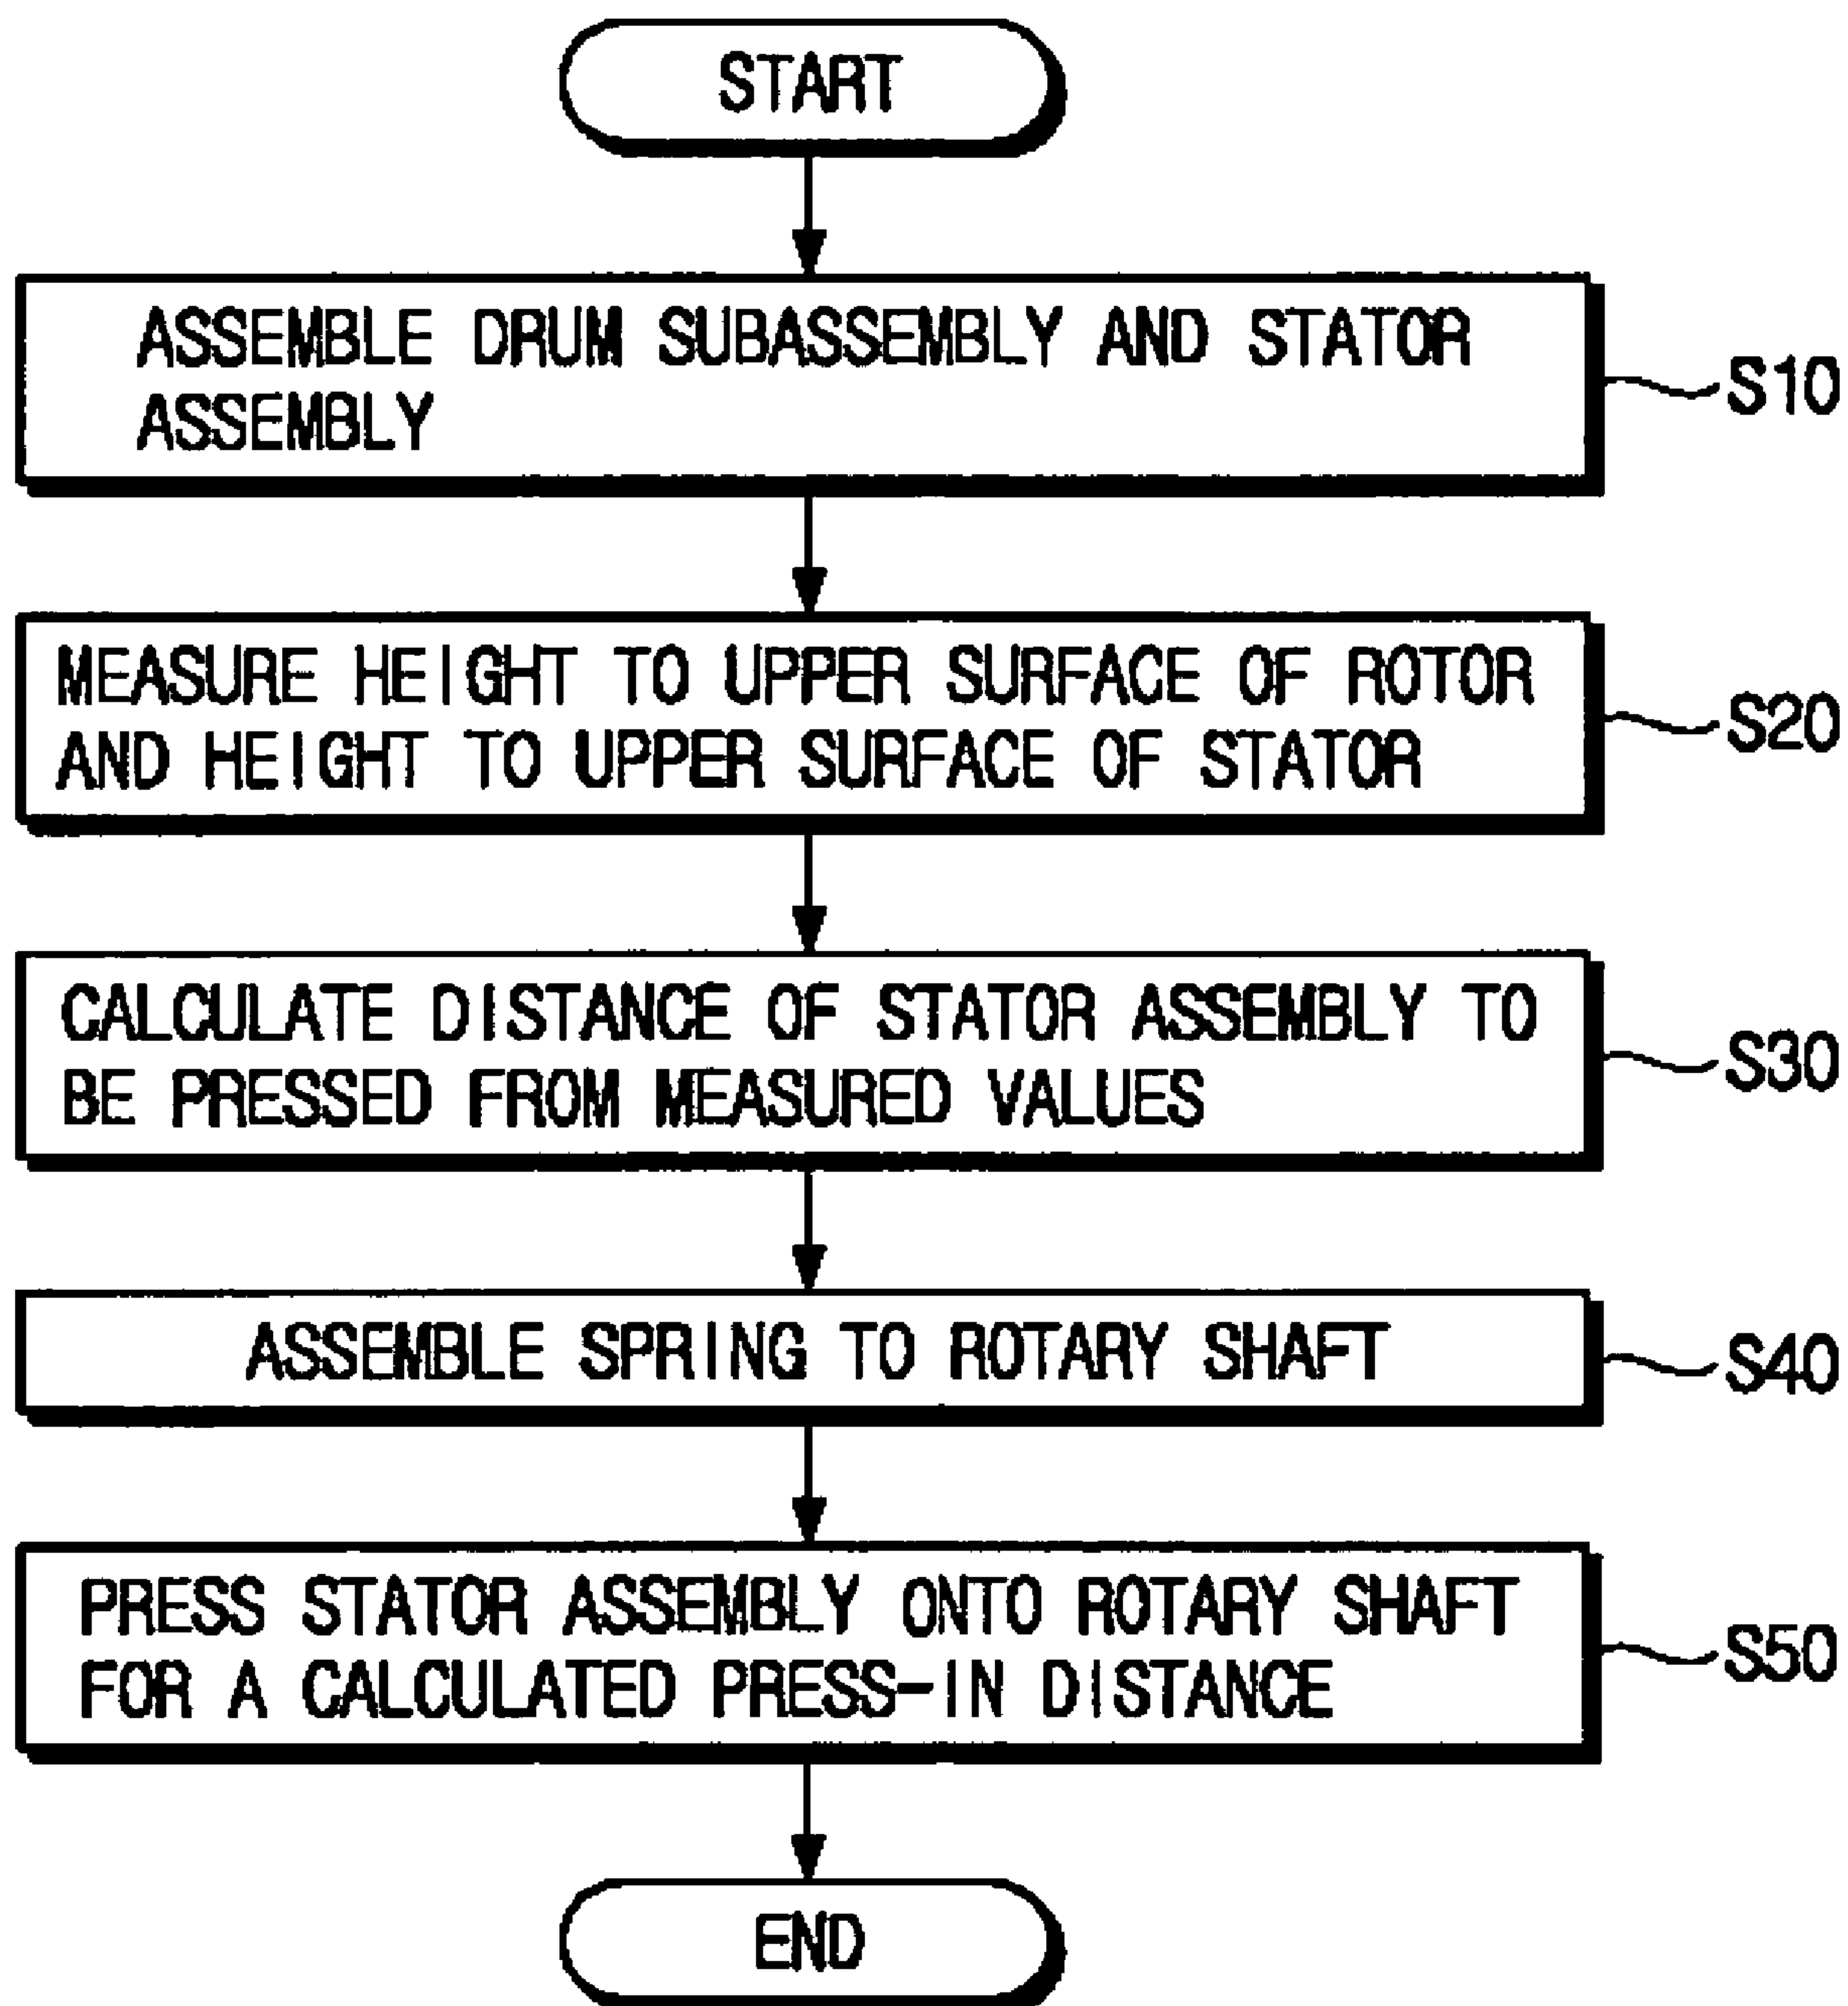 START
ASSEMBLE DRUM SUBASSEMBLY AND STATOR
ASSEMBLY
S10
MEASURE HEIGHT TO UPPER SURFACE OF ROTOR
AND HEIGHT TO UPPER SURFACE OF STATOR
S20
CALCULATE DISTANCE OF STATOR ASSEMBLY TO
BE PRESSED FROM MEASURED VALUES
S30
ASSEMBLE SPRING TO ROTARY SHAFT
S40
PRESS STATOR ASSEMBLY ONTO ROTARY SHAFT
FOR A CALCULATED PRESS-IN DISTANCE
S50
END